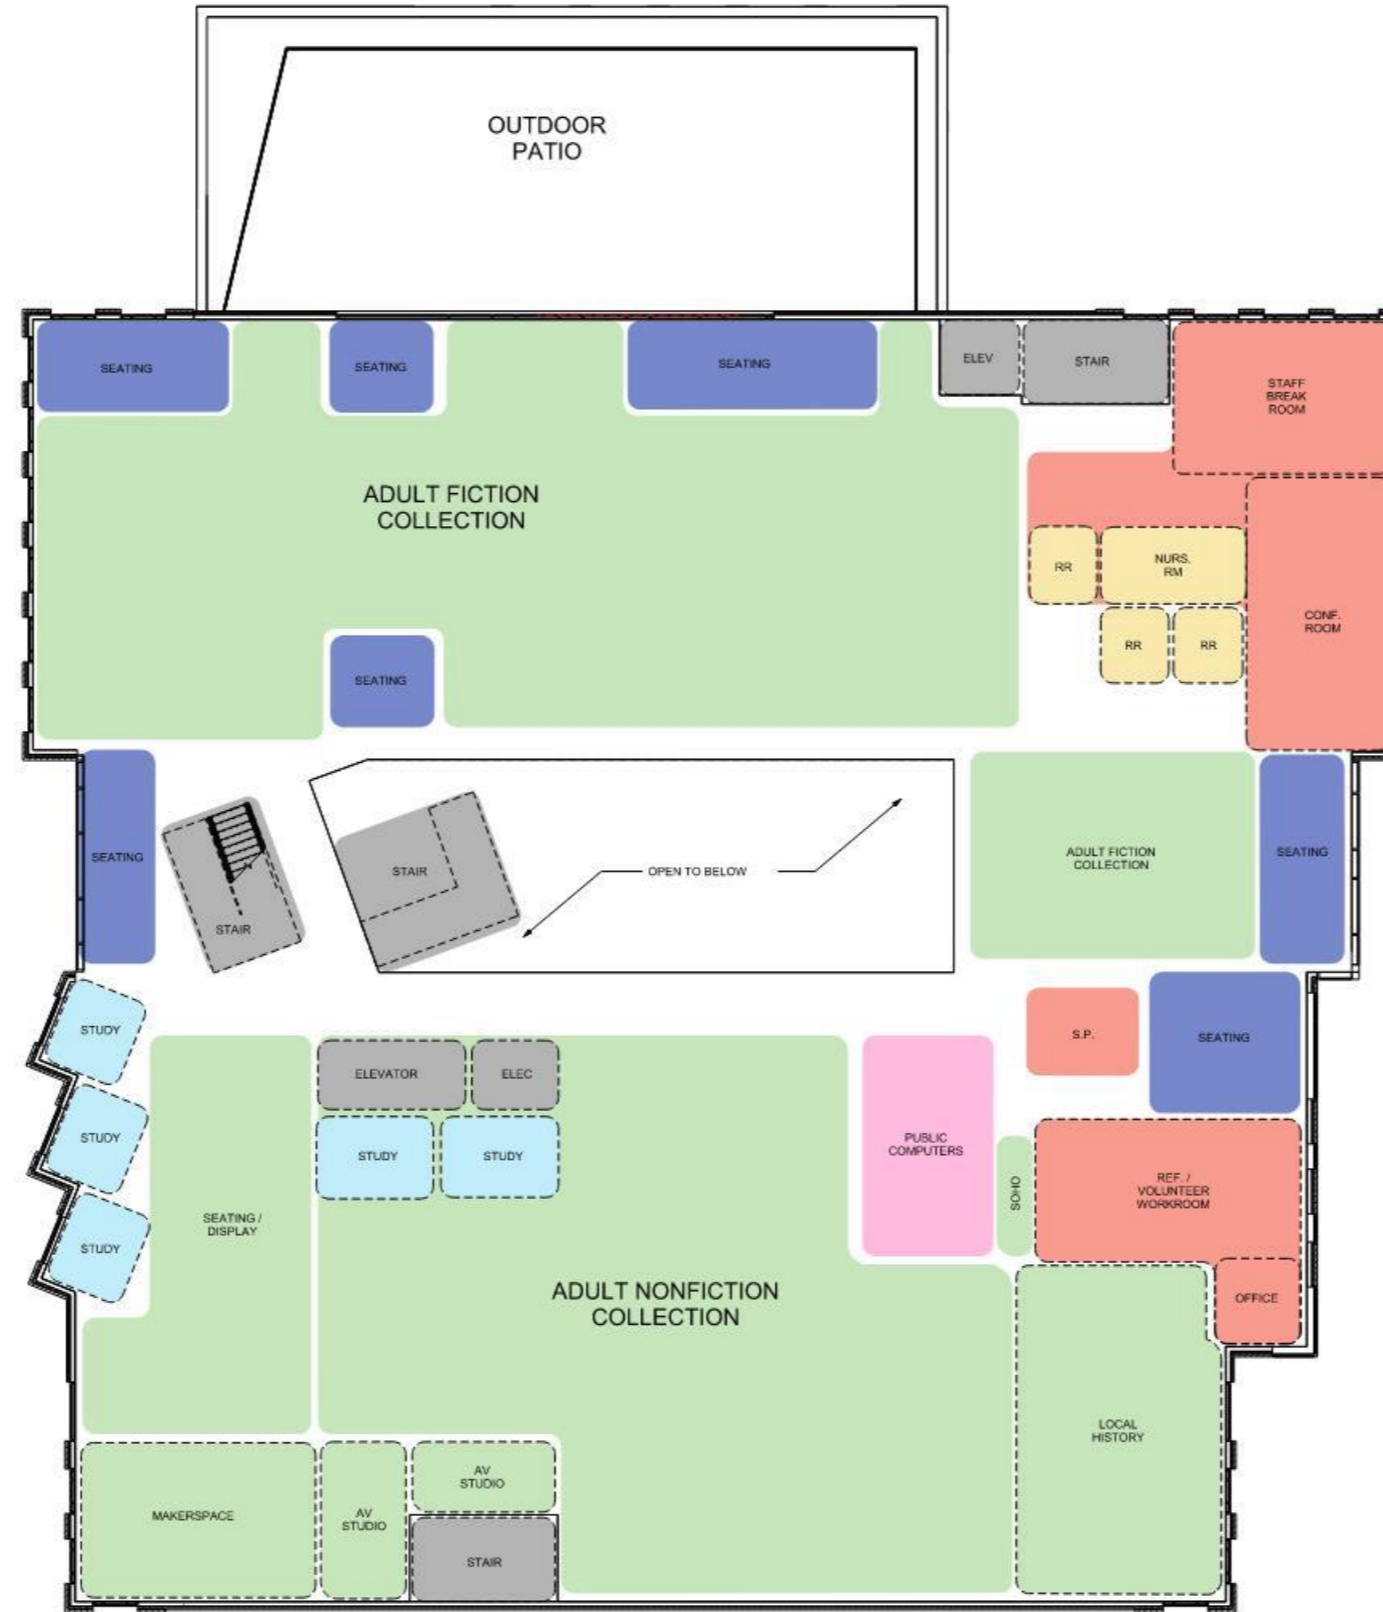 OUTDOOR
PATIO
SEATING
SEATING
SEATING
ELEV
STAIR
STAFF
BREAK
ROOM
ADULT FICTION
COLLECTION
RR
NURS.
RM
CONF.
ROOM
RR
RR
SEATING
SEATING
STAIR
STAIR
OPEN TO BELOW
ADULT FICTION
COLLECTION
SEATING
STUDY
S.P.
SEATING
ELEVATOR
ELEC
STUDY
STUDY
STUDY
PUBLIC
COMPUTERS
SOHO
REF. /
VOLUNTEER
WORKROOM
SEATING /
DISPLAY
STUDY
ADULT NONFICTION
COLLECTION
OFFICE
LOCAL
HISTORY
MAKERSPACE
AV
STUDIO
AV
STUDIO
STAIR